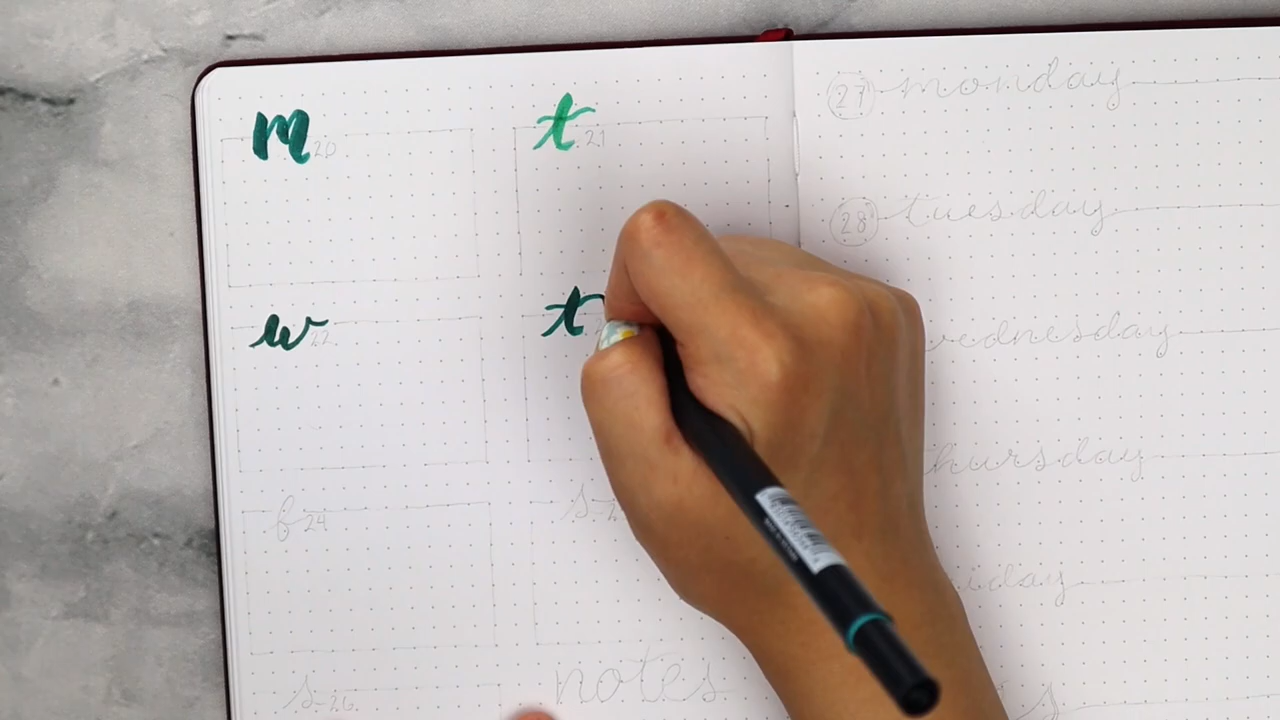 m 20
t 21
w 22
t
f 24
s
s 26
notes
27 monday
28 tuesday
wednesday
thursday